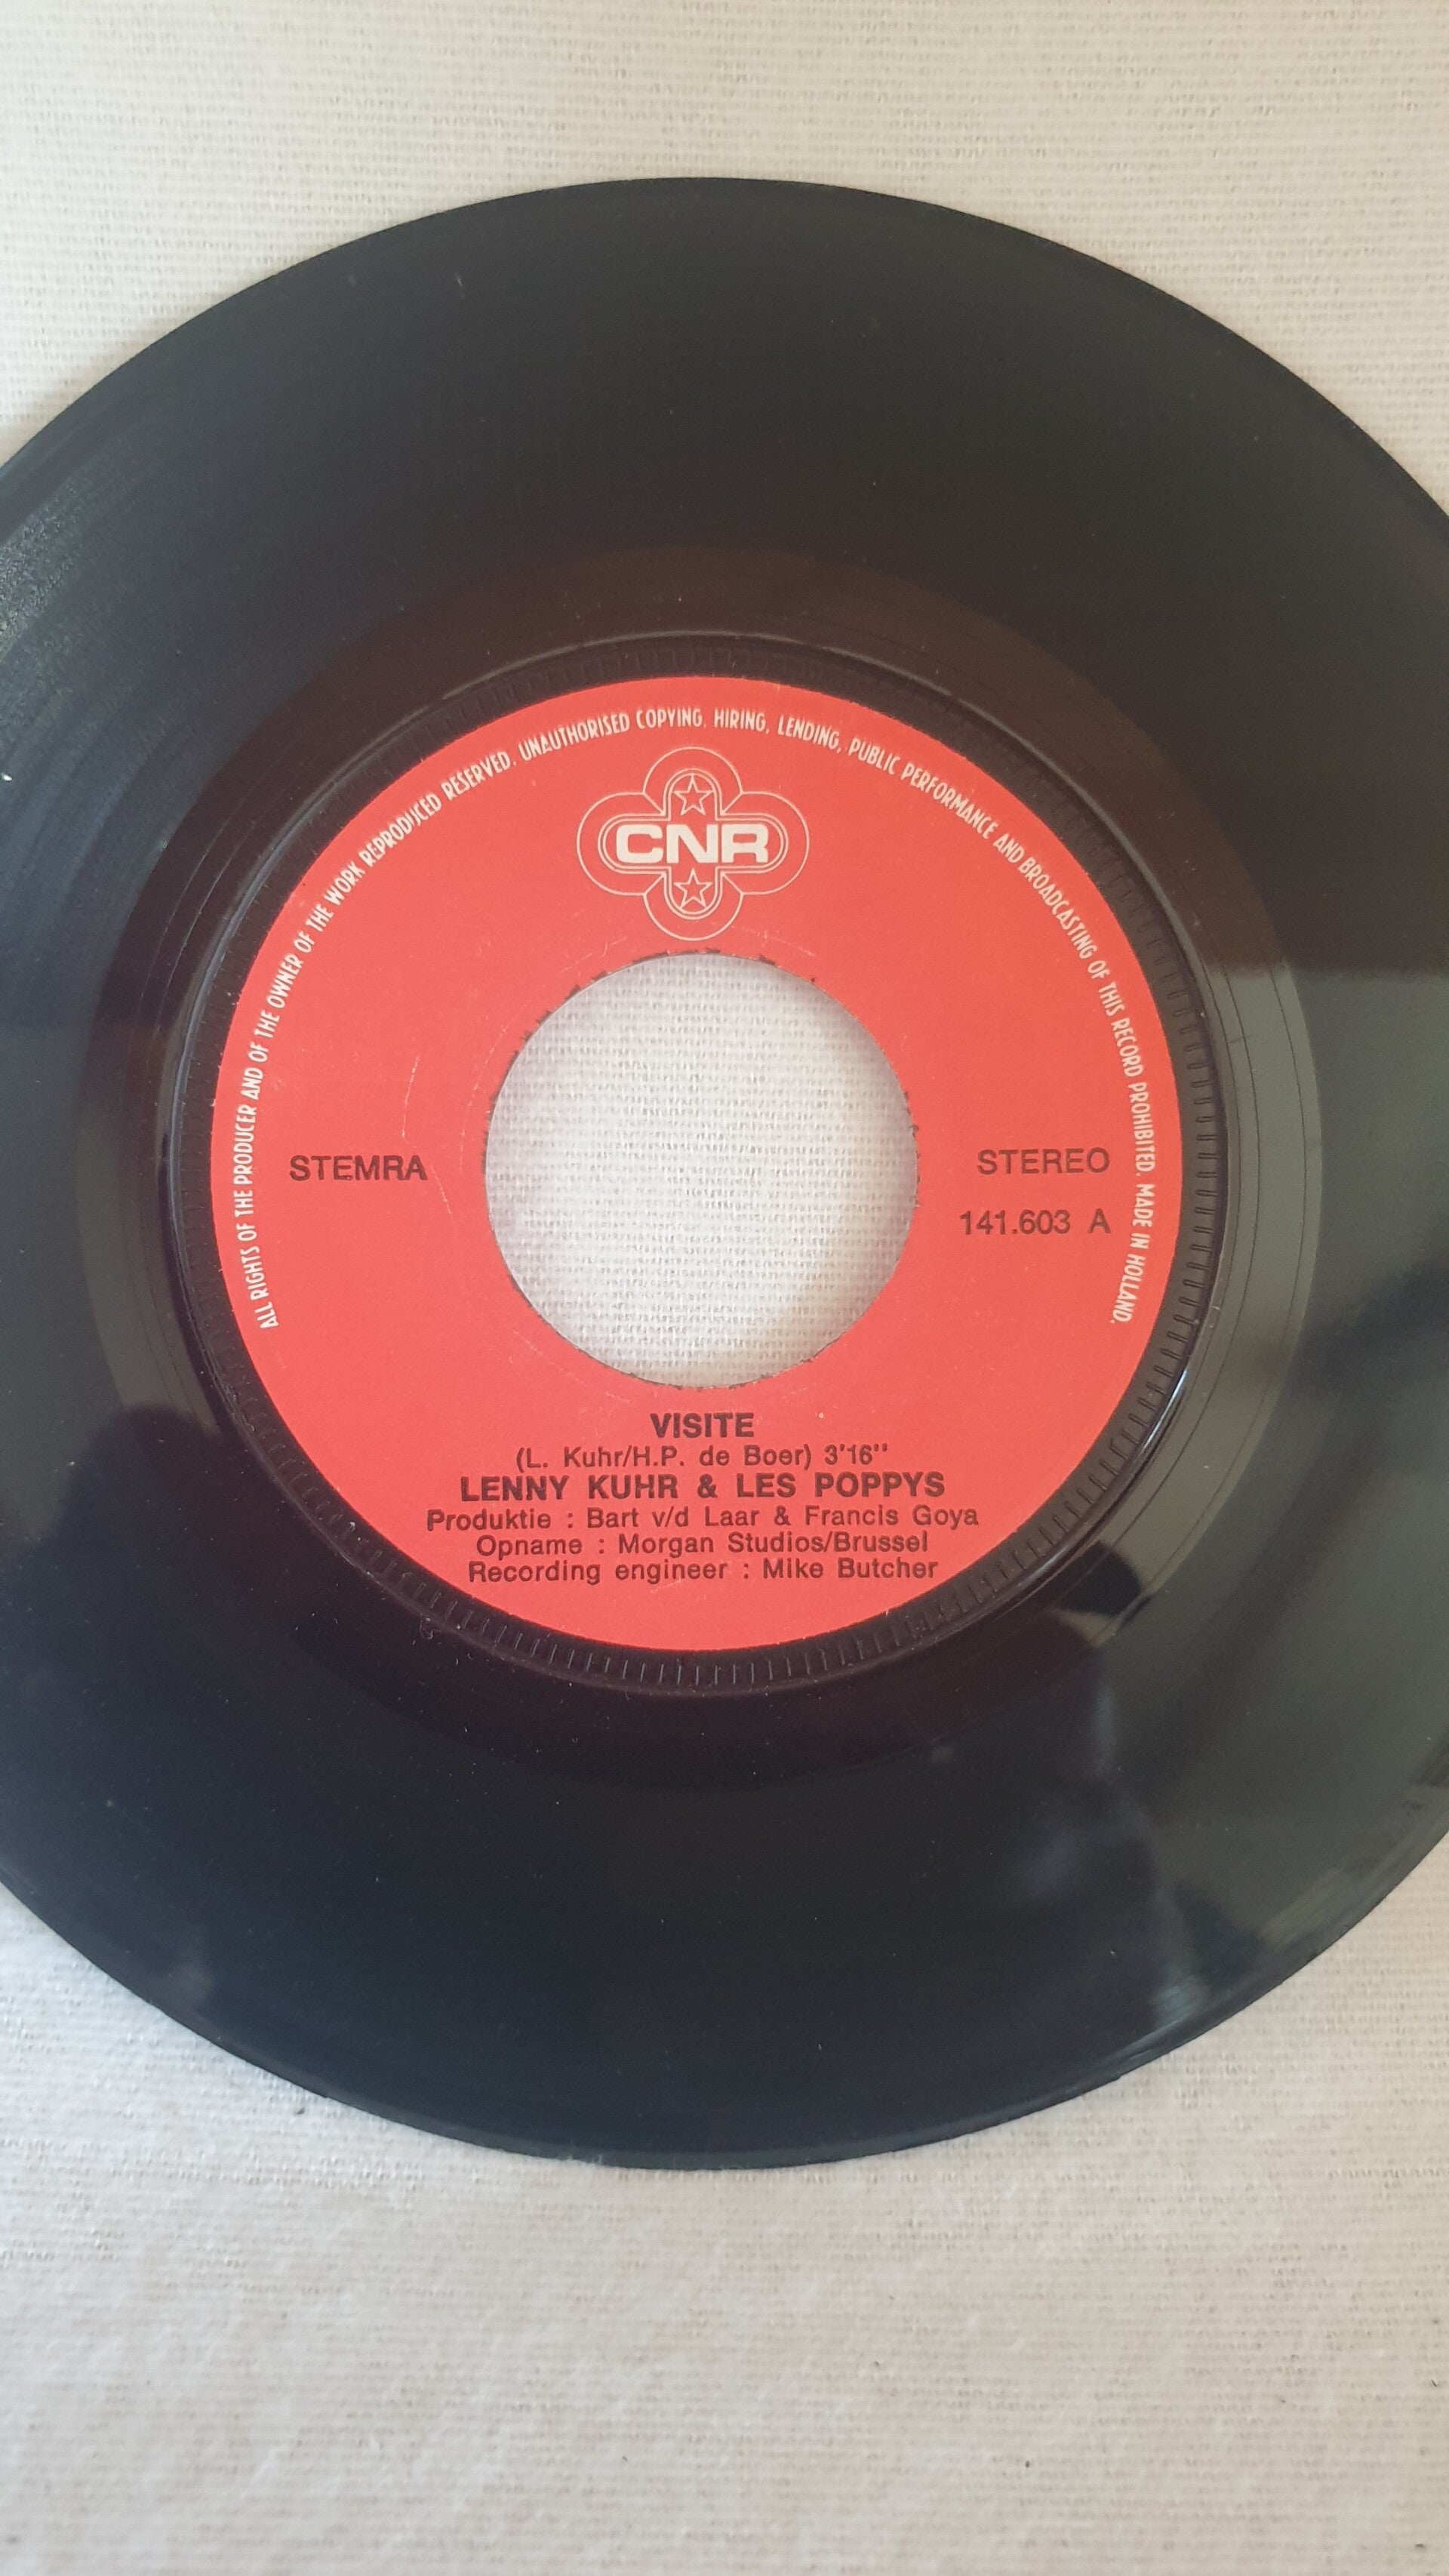 ALL RIGHTS OF THE PRODUCER AND OF THE OWNER OF THE WORK REPRODUCED RESERVED. UNAUTHORISED COPYING, HIRING, LENDING, PUBLIC PERFORMANCE AND BROADCASTING OF THIS RECORD PROHIBITED. MADE IN HOLLAND.
CNR
STEMRA
STEREO
141.603 A
VISITE
(L. Kuhr/H.P. de Boer) 3'16"
LENNY KUHR & LES POPPYS
Produktie : Bart v/d Laar & Francis Goya
Opname : Morgan Studios/Brussel
Recording engineer : Mike Butcher